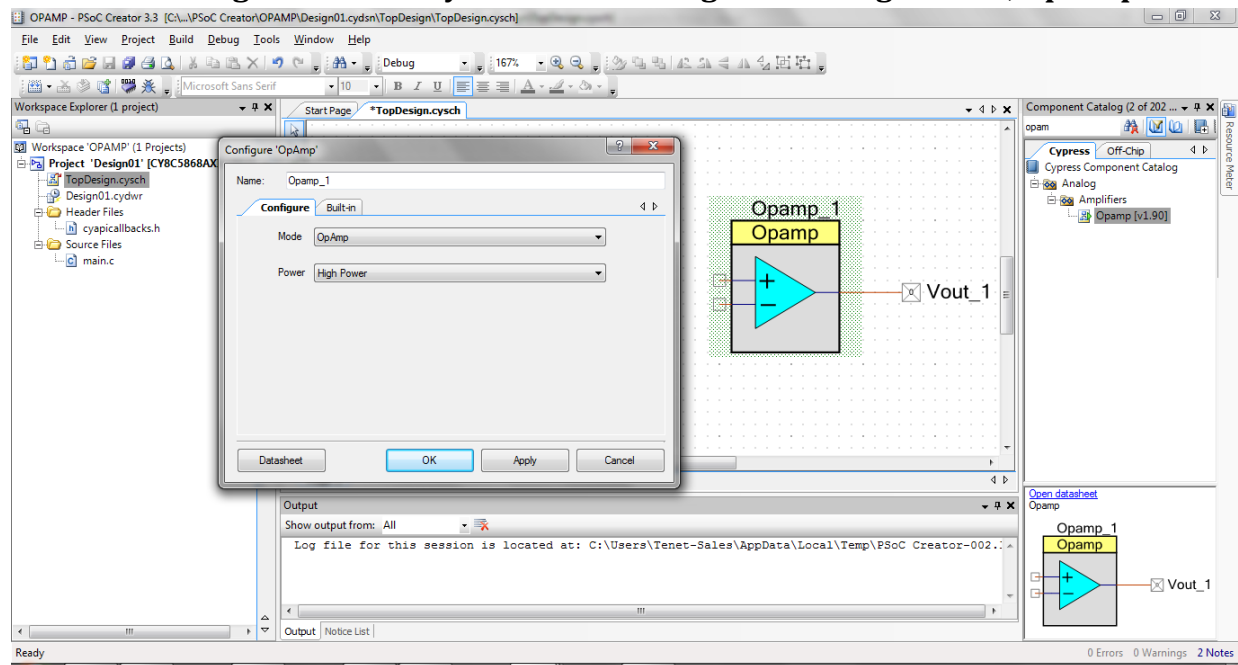 OPAMP - PSoC Creator 3.3 [C:\...\PSoC Creator\OPAMP\Design01.cydsn\TopDesign\TopDesign.cysch]
File Edit View Project Build Debug Tools Window Help
Debug 167%
Microsoft Sans Serif 10 B I U A
Workspace Explorer (1 project)
Workspace 'OPAMP' (1 Projects)
Project 'Design01' [CY8C5868AX
TopDesign.cysch
Design01.cydwr
Header Files
cyapicallbacks.h
Source Files
main.c
Start Page *TopDesign.cysch
Configure 'OpAmp'
Name: Opamp_1
Configure Built-in
Mode OpAmp
Power High Power
Datasheet OK Apply Cancel
Opamp_1
Opamp
+
−
Vout_1
Output
Show output from: All
Log file for this session is located at: C:\Users\Tenet-Sales\AppData\Local\Temp\PSoC Creator-002.
Output Notice List
Component Catalog (2 of 202 ...
opam
Cypress Off-Chip
Cypress Component Catalog
Analog
Amplifiers
Opamp [v1.90]
Resource Meter
Open datasheet
Opamp
Opamp_1
Opamp
+
−
Vout_1
Ready
0 Errors 0 Warnings 2 Notes